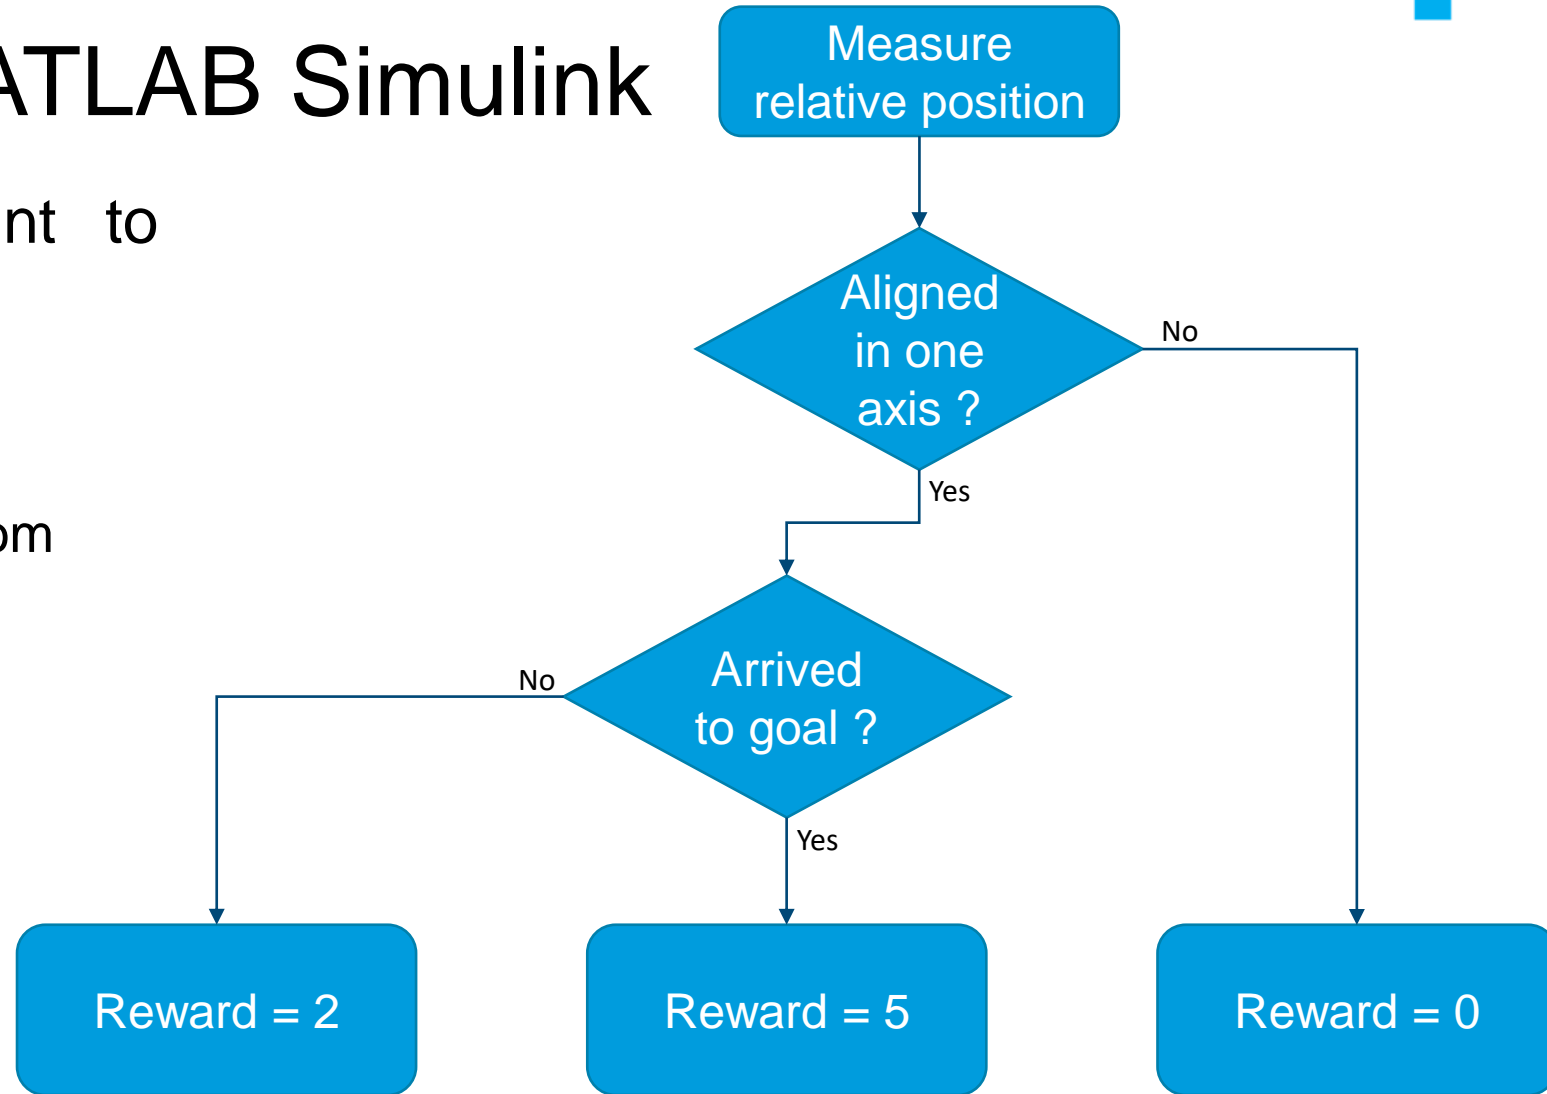 ATLAB Simulink
nt to
om
Measure
relative position
Aligned
in one
axis ?
No
Yes
Arrived
to goal ?
No
Yes
Reward = 2
Reward = 5
Reward = 0